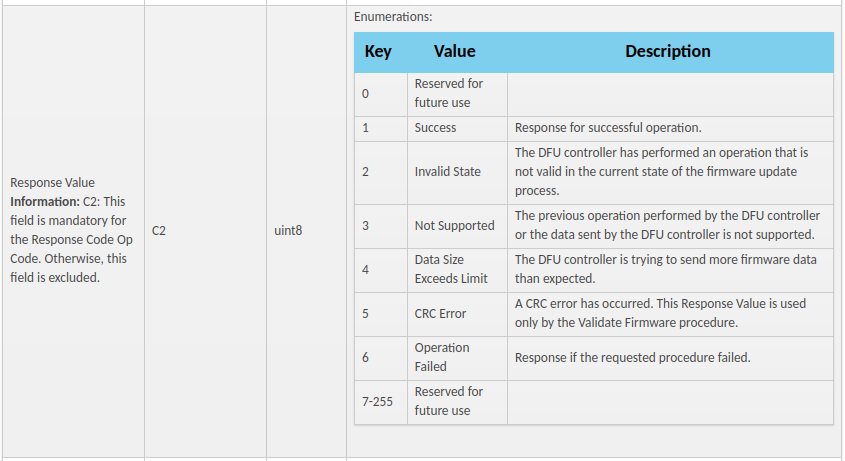 Enumerations:
Key Value Description
0 Reserved for future use
1 Success Response for successful operation.
2 Invalid State The DFU controller has performed an operation that is not valid in the current state of the firmware update process.
3 Not Supported The previous operation performed by the DFU controller or the data sent by the DFU controller is not supported.
4 Data Size Exceeds Limit The DFU controller is trying to send more firmware data than expected.
5 CRC Error A CRC error has occurred. This Response Value is used only by the Validate Firmware procedure.
6 Operation Failed Response if the requested procedure failed.
7-255 Reserved for future use
Response Value
Information: C2: This
field is mandatory for
the Response Code Op
Code. Otherwise, this
field is excluded.
C2
uint8